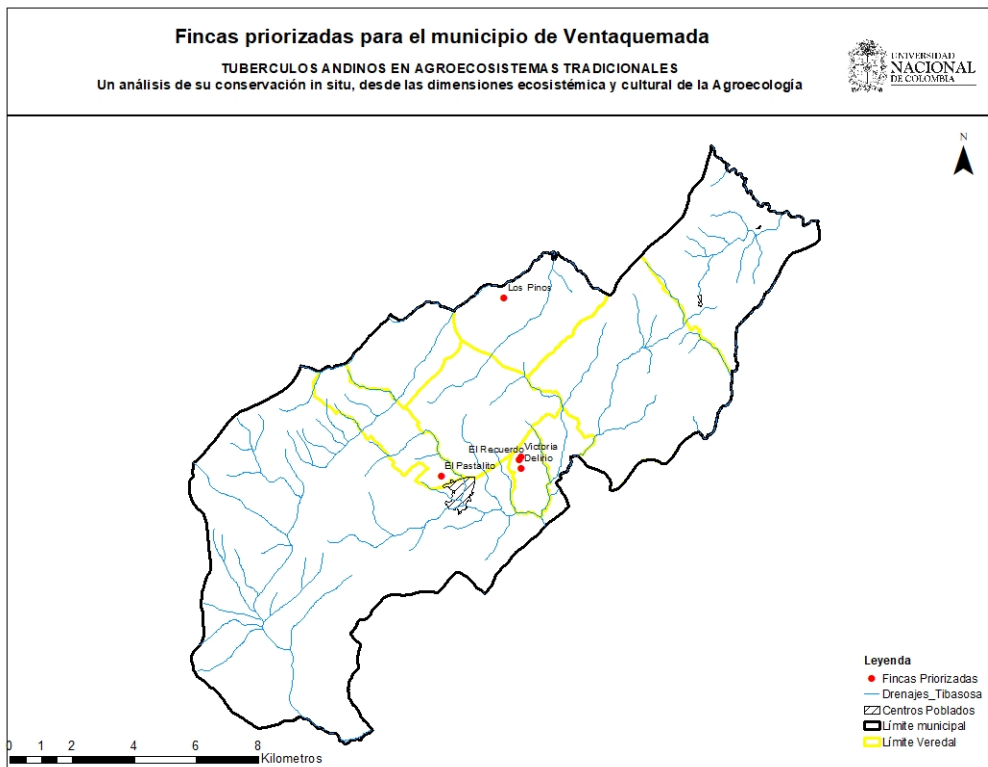 Fincas priorizadas para el municipio de Ventaquemada
TUBERCULOS ANDINOS EN AGROECOSISTEMAS TRADICIONALES
Un análisis de su conservación in situ, desde las dimensiones ecosistémica y cultural de la Agroecología
UNIVERSIDAD
NACIONAL
DE COLOMBIA
N
Los Pinos
El Recuerdo
Victoria
Delirio
El Pastalito
Leyenda
Fincas Priorizadas
Drenajes_Tibasosa
Centros Poblados
Límite municipal
Límite Veredal
0 1 2 4 6 8
Kilometros